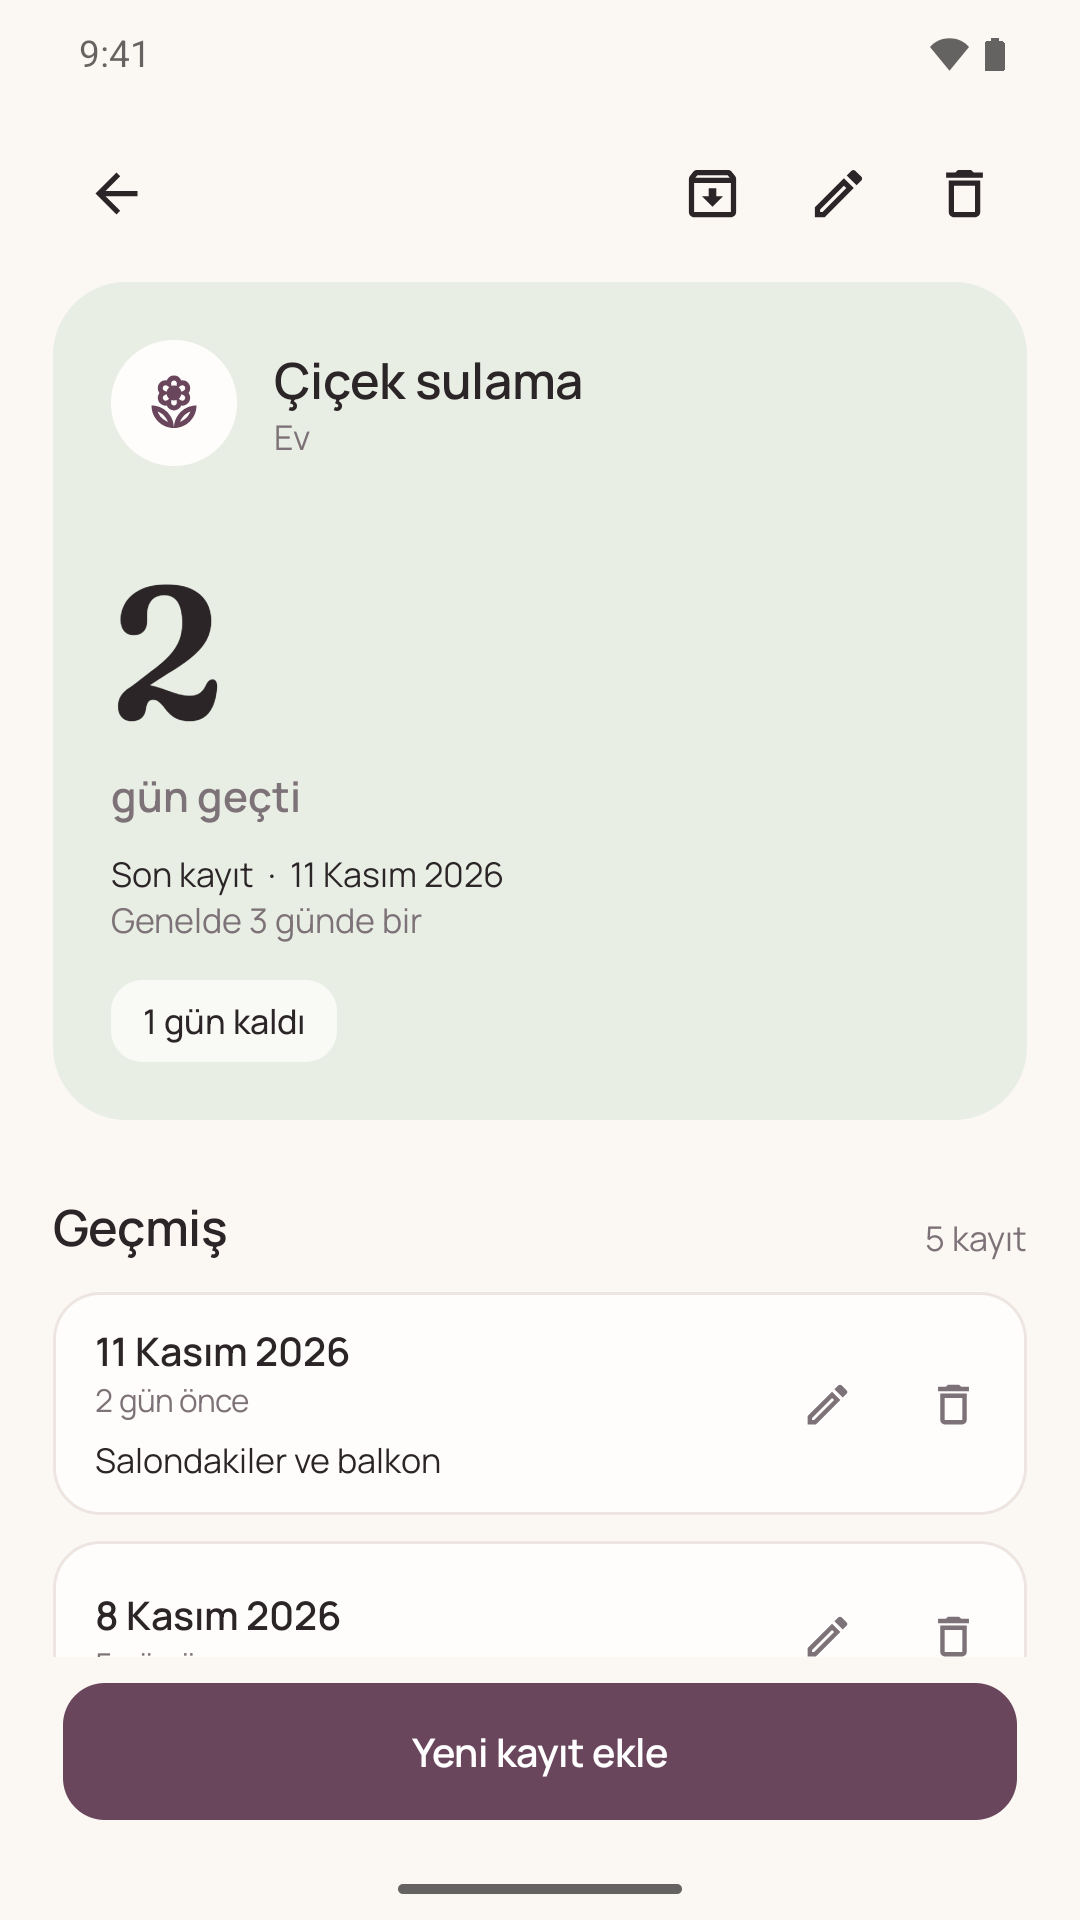 9:41
Çiçek sulama
Ev
2
gün geçti
Son kayıt · 11 Kasım 2026
Genelde 3 günde bir
1 gün kaldı
Geçmiş
5 kayıt
11 Kasım 2026
2 gün önce
Salondakiler ve balkon
8 Kasım 2026
Yeni kayıt ekle